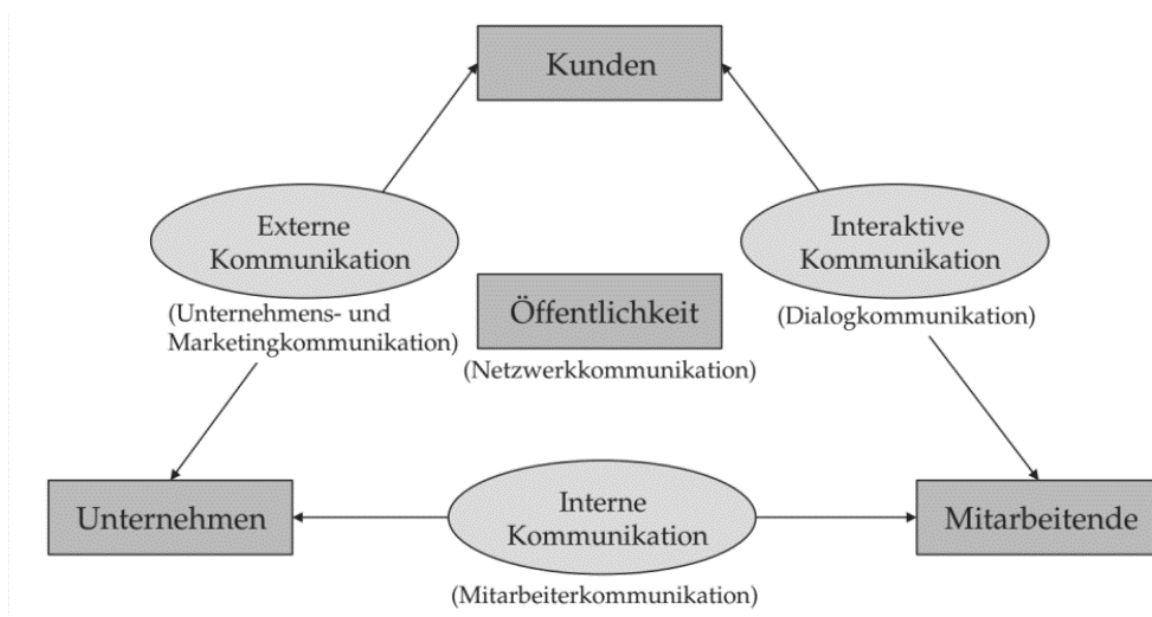 Kunden
Externe
Kommunikation
Interaktive
Kommunikation
(Unternehmens- und
Marketingkommunikation)
Öffentlichkeit
(Netzwerkkommunikation)
(Dialogkommunikation)
Unternehmen
Interne
Kommunikation
(Mitarbeiterkommunikation)
Mitarbeitende